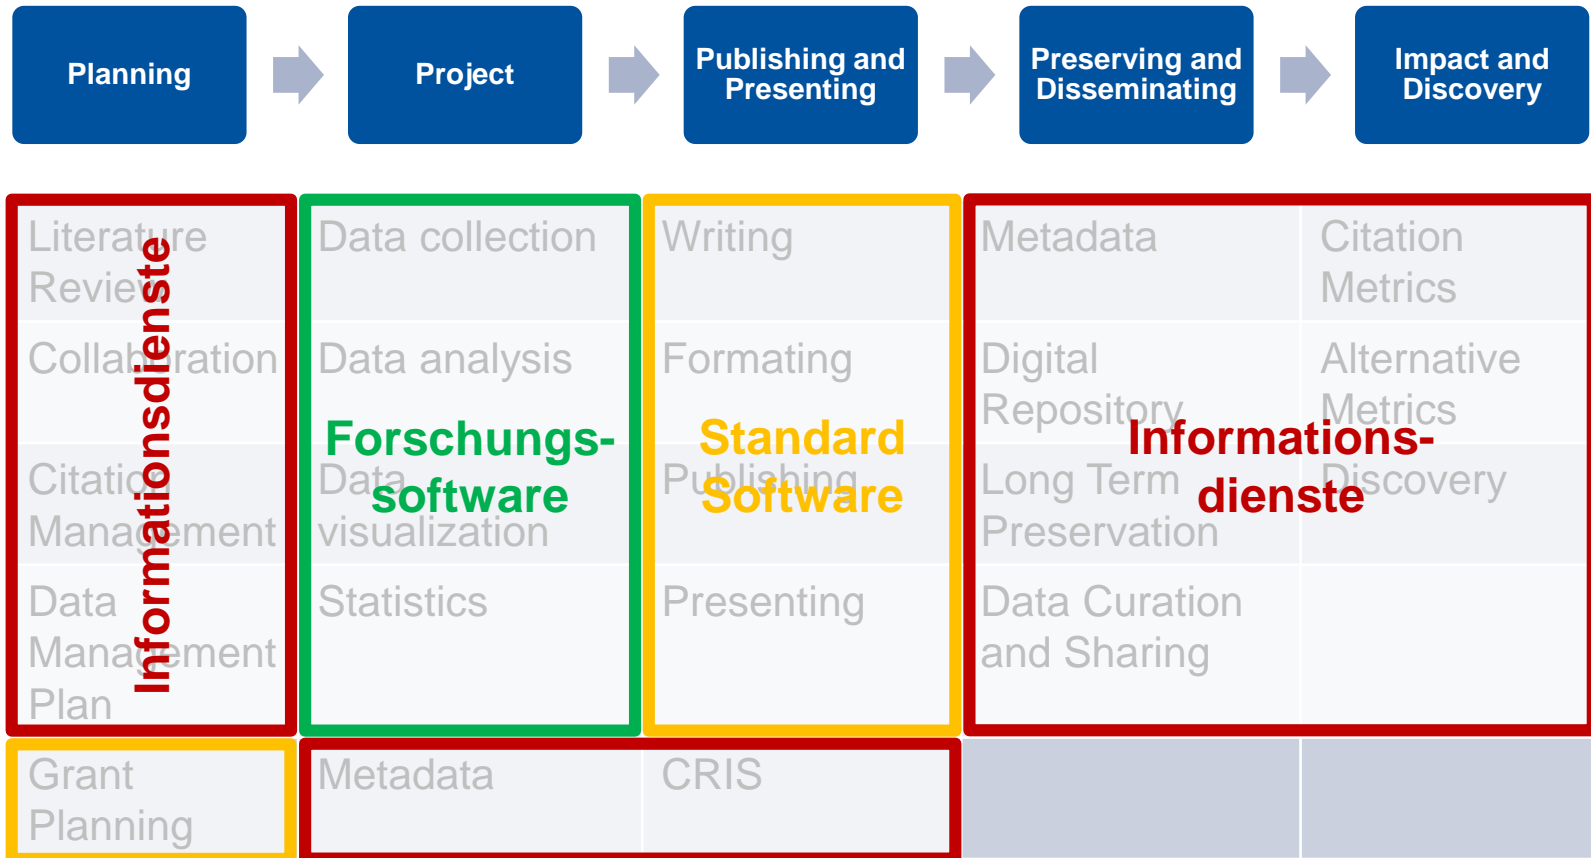 Planning
Project
Publishing and
Presenting
Preserving and
Disseminating
Impact and
Discovery
Literature
Review
Collaboration
Citation
Management
Data
Management
Plan
Informationsdienste
Data collection
Data analysis
Data
visualization
Statistics
Forschungs-
software
Writing
Formating
Publishing
Presenting
Standard
Software
Metadata
Digital
Repository
Long Term
Preservation
Data Curation
and Sharing
Citation
Metrics
Alternative
Metrics
Discovery
Informations-
dienste
Grant
Planning
Metadata
CRIS